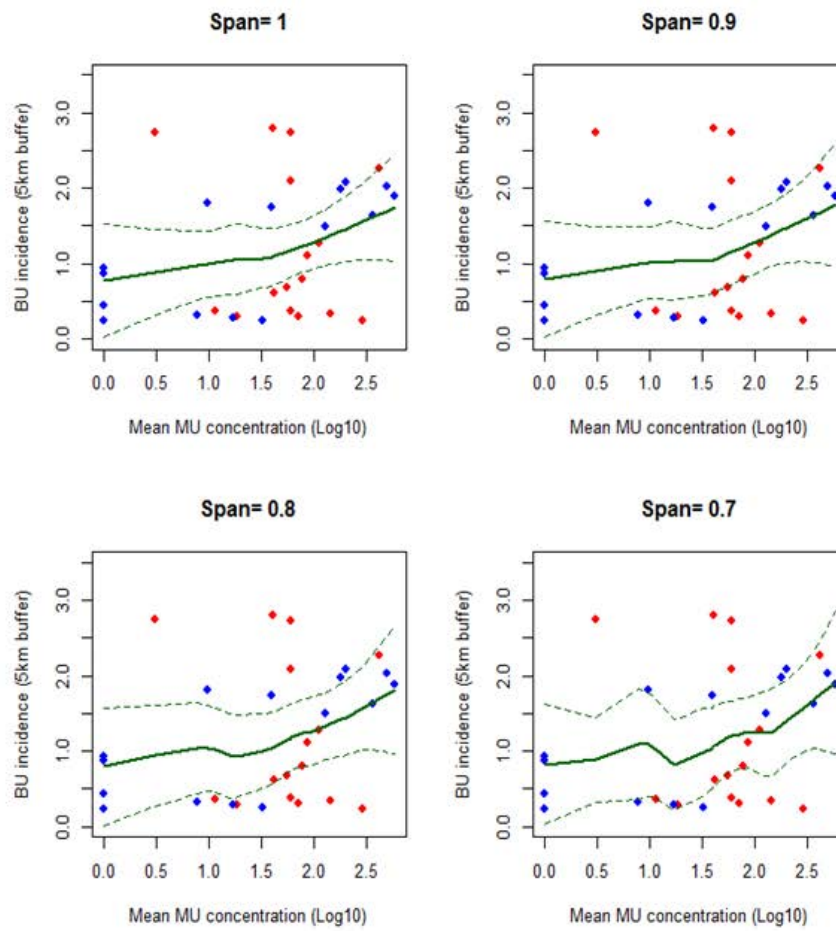 Span= 1
BU incidence (5km buffer)
3.0
2.0
1.0
0.0
0.0 0.5 1.0 1.5 2.0 2.5
Mean MU concentration (Log10)
Span= 0.9
BU incidence (5km buffer)
3.0
2.0
1.0
0.0
0.0 0.5 1.0 1.5 2.0 2.5
Mean MU concentration (Log10)
Span= 0.8
BU incidence (5km buffer)
3.0
2.0
1.0
0.0
0.0 0.5 1.0 1.5 2.0 2.5
Mean MU concentration (Log10)
Span= 0.7
BU incidence (5km buffer)
3.0
2.0
1.0
0.0
0.0 0.5 1.0 1.5 2.0 2.5
Mean MU concentration (Log10)